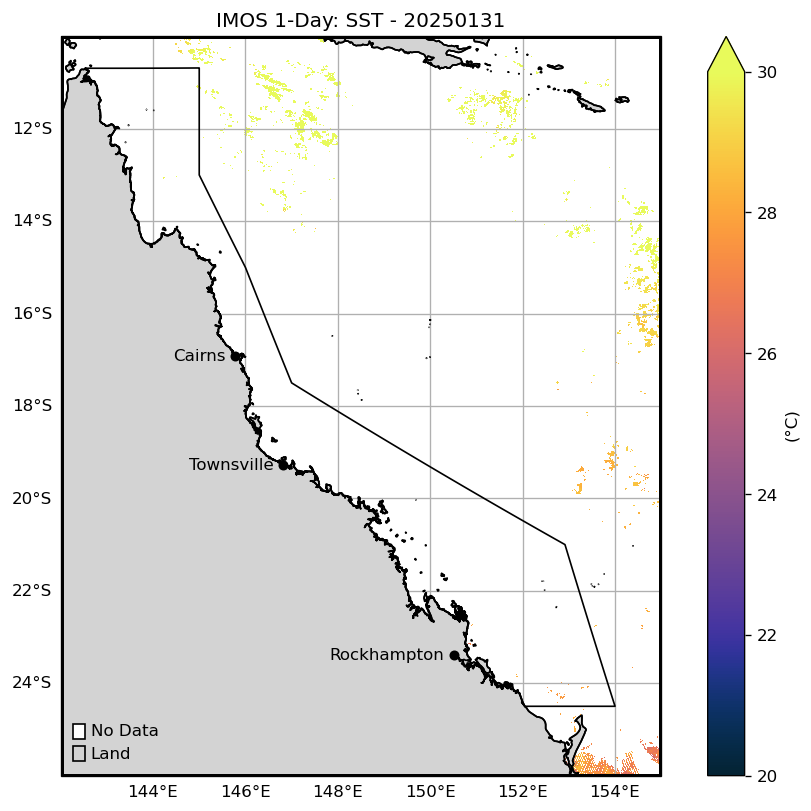 IMOS 1-Day: SST - 20250131
12°S
14°S
16°S
18°S
20°S
22°S
24°S
Cairns
Townsville
Rockhampton
No Data
Land
144°E 146°E 148°E 150°E 152°E 154°E
30
28
26
24
22
20
(°C)